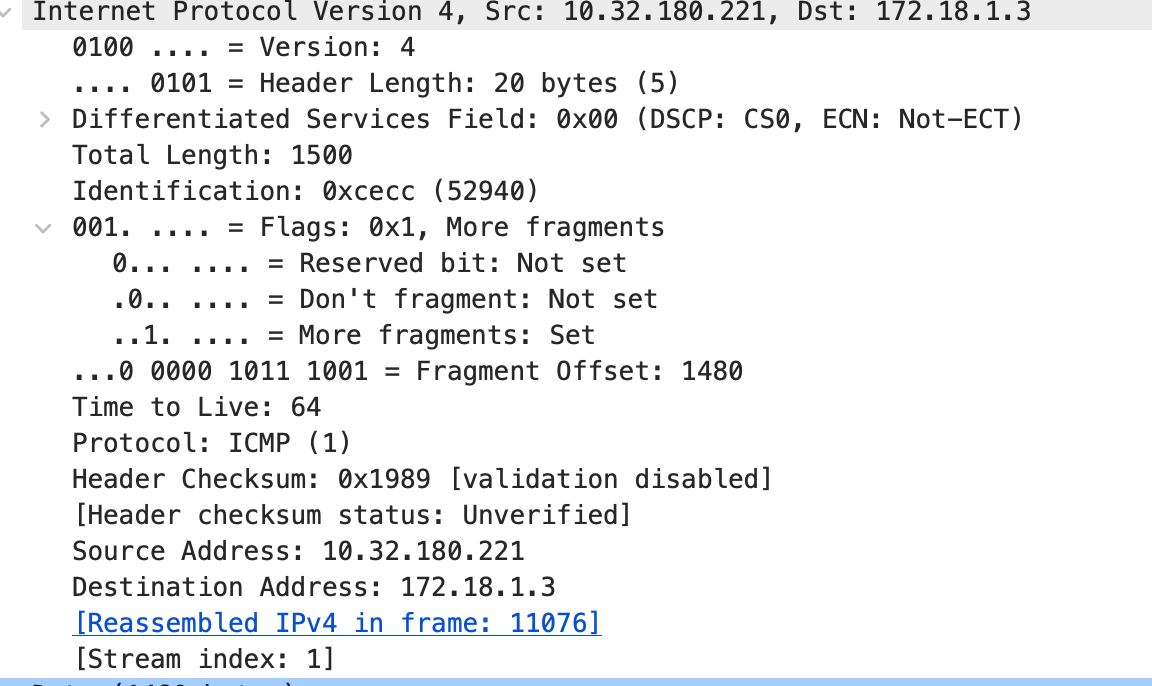 Internet Protocol Version 4, Src: 10.32.180.221, Dst: 172.18.1.3
0100 .... = Version: 4
.... 0101 = Header Length: 20 bytes (5)
Differentiated Services Field: 0x00 (DSCP: CS0, ECN: Not-ECT)
Total Length: 1500
Identification: 0xcecc (52940)
001. .... = Flags: 0x1, More fragments
0... .... = Reserved bit: Not set
.0.. .... = Don't fragment: Not set
..1. .... = More fragments: Set
...0 0000 1011 1001 = Fragment Offset: 1480
Time to Live: 64
Protocol: ICMP (1)
Header Checksum: 0x1989 [validation disabled]
[Header checksum status: Unverified]
Source Address: 10.32.180.221
Destination Address: 172.18.1.3
[Reassembled IPv4 in frame: 11076]
[Stream index: 1]